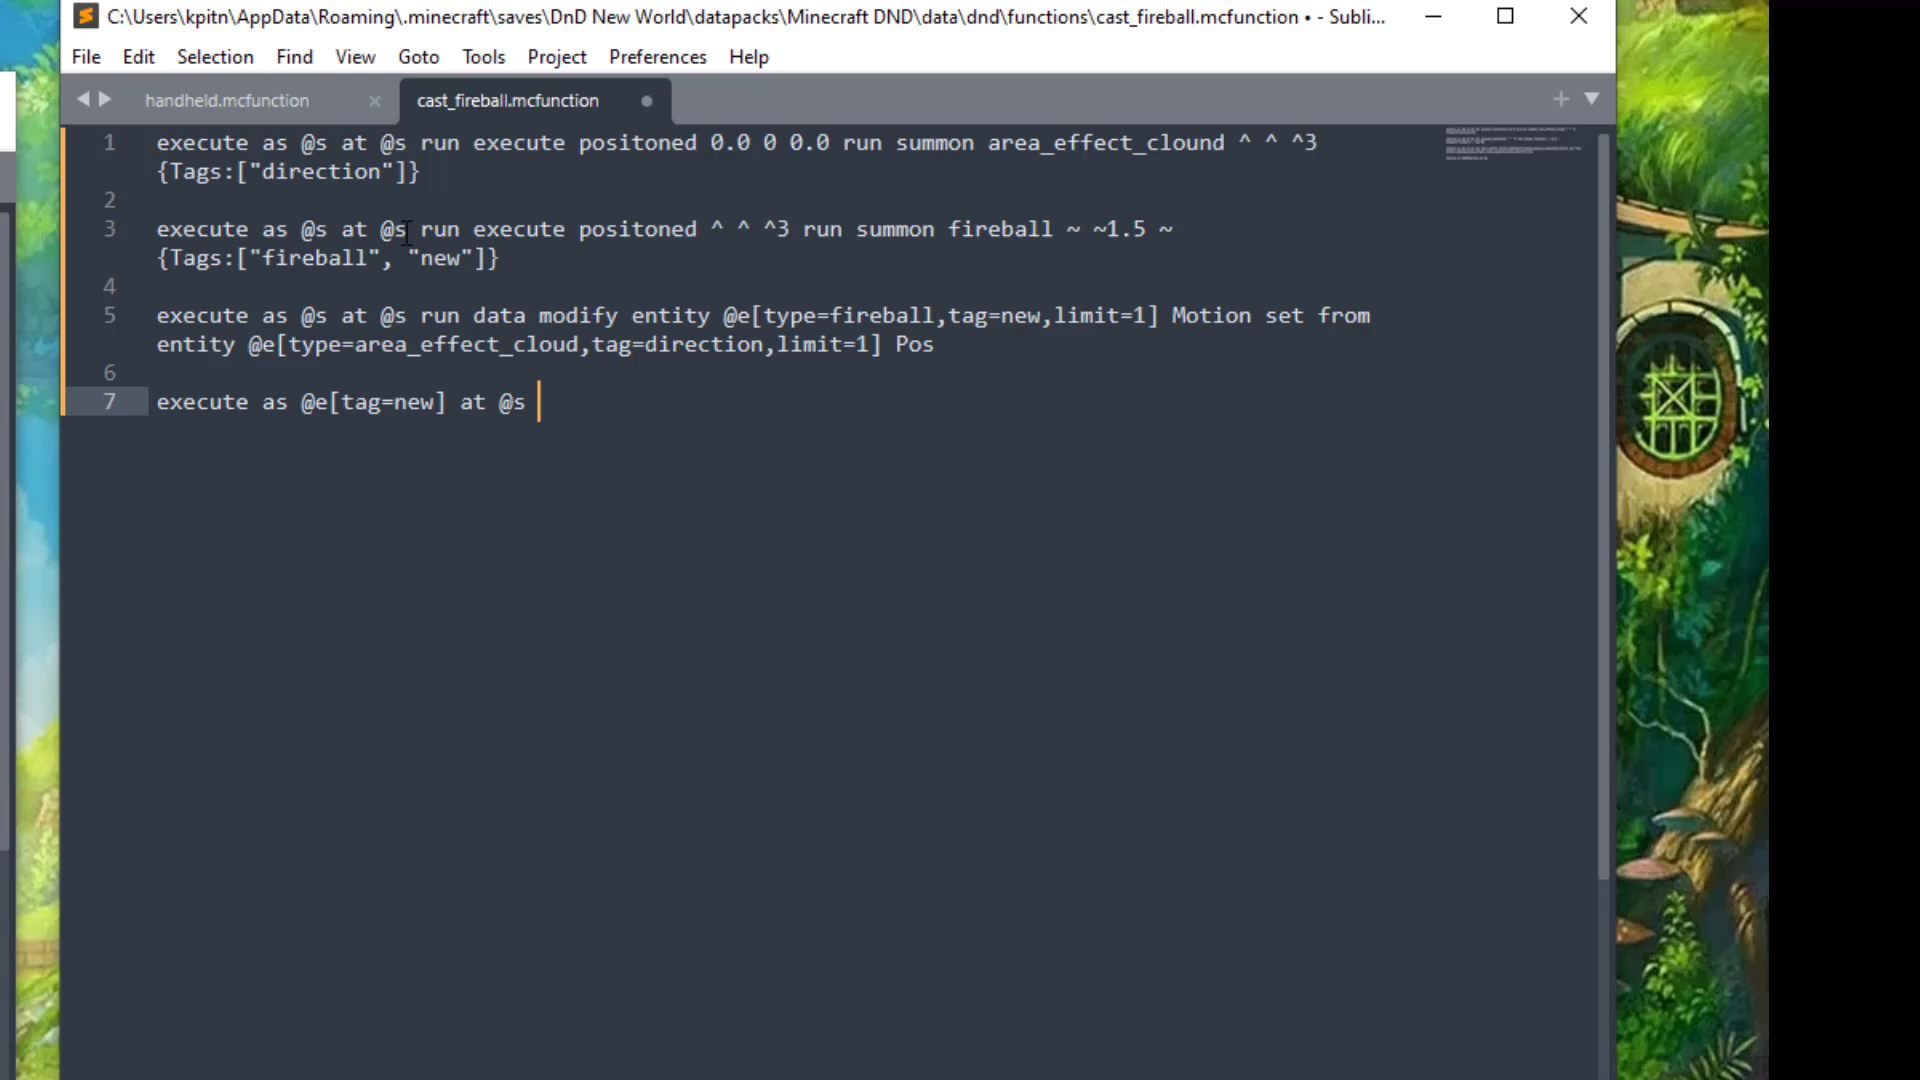 C:\Users\kpitn\AppData\Roaming\.minecraft\saves\DnD New World\datapacks\Minecraft DND\data\dnd\functions\cast_fireball.mcfunction • - Subli...
File Edit Selection Find View Goto Tools Project Preferences Help
handheld.mcfunction cast_fireball.mcfunction
1 execute as @s at @s run execute positoned 0.0 0 0.0 run summon area_effect_clound ^ ^ ^3
{Tags:["direction"]}
2
3 execute as @s at @s run execute positoned ^ ^ ^3 run summon fireball ~ ~1.5 ~
{Tags:["fireball", "new"]}
4
5 execute as @s at @s run data modify entity @e[type=fireball,tag=new,limit=1] Motion set from
entity @e[type=area_effect_cloud,tag=direction,limit=1] Pos
6
7 execute as @e[tag=new] at @s